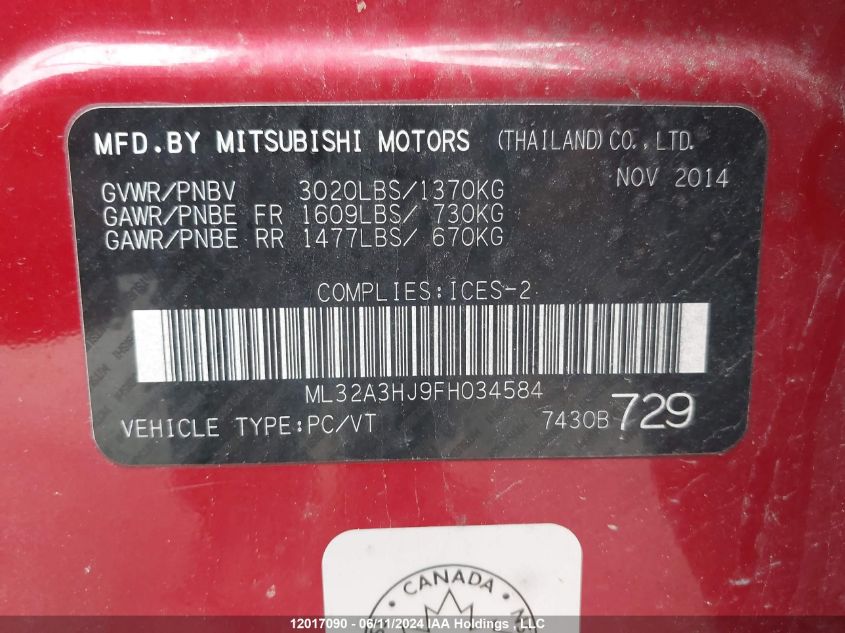 MFD.BY MITSUBISHI MOTORS (THAILAND)CO.,LTD.
NOV 2014
GVWR/PNBV 3020LBS/1370KG
GAWR/PNBE FR 1609LBS/ 730KG
GAWR/PNBE RR 1477LBS/ 670KG
COMPLIES:ICES-2
ML32A3HJ9FH034584
VEHICLE TYPE:PC/VT 7430B 729
CANADA
12017090 - 06/11/2024 IAA Holdings, LLC